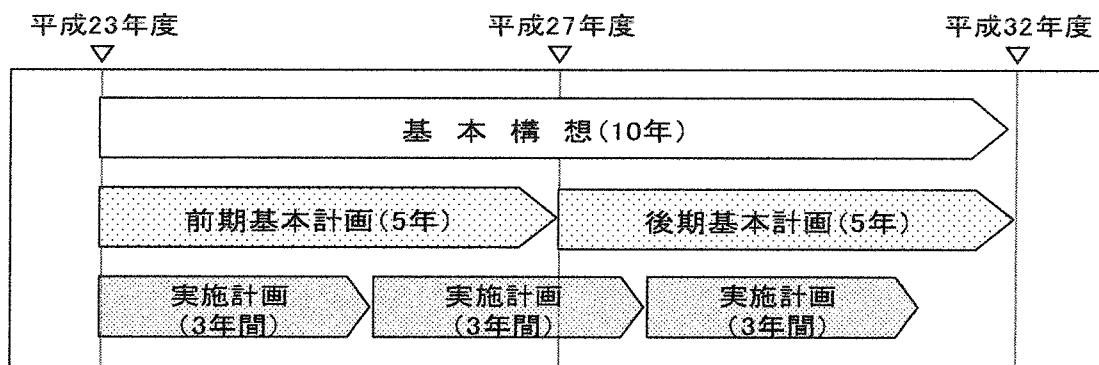 平成23年度 平成27年度 平成32年度
基本構想(10年)
前期基本計画(5年) 後期基本計画(5年)
実施計画 実施計画 実施計画
(3年間) (3年間) (3年間)